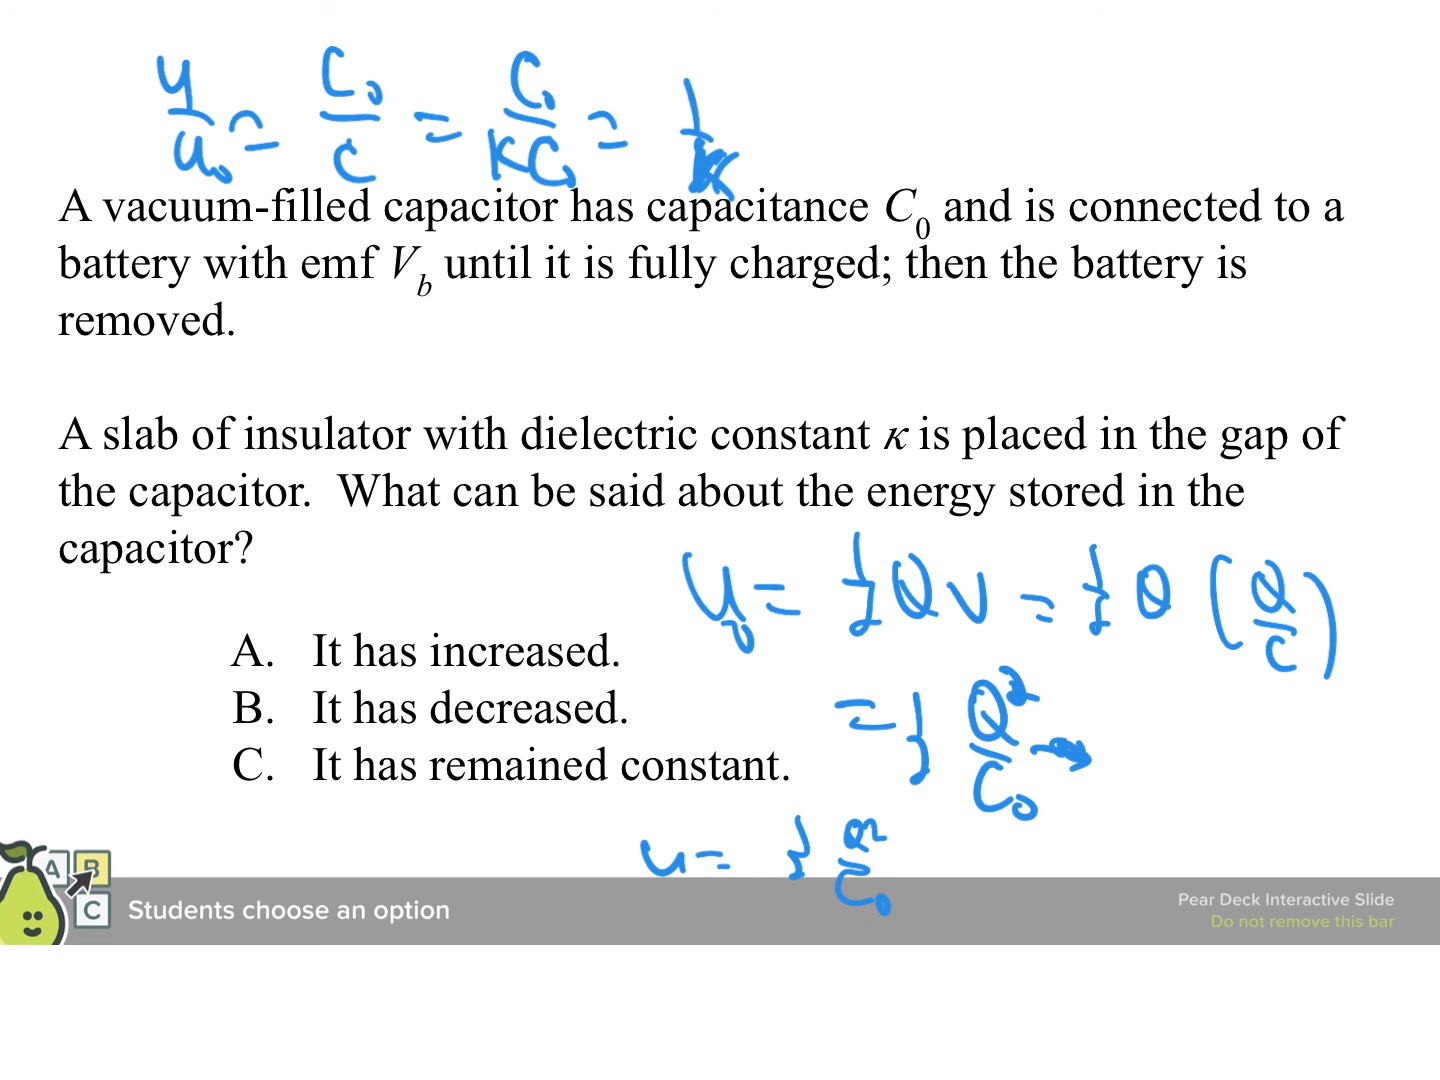 u/u₀ = C₀/C = C₀/KC₀ = 1/K
A vacuum-filled capacitor has capacitance C₀ and is connected to a
battery with emf V_b until it is fully charged; then the battery is
removed.
A slab of insulator with dielectric constant κ is placed in the gap of
the capacitor. What can be said about the energy stored in the
capacitor?
u₀ = ½QV = ½Q(Q/C)
A. It has increased.
B. It has decreased.
= ½ Q²/C₀
C. It has remained constant.
u = ½ Q²/C₀
A B
C
Students choose an option
Pear Deck Interactive Slide
Do not remove this bar